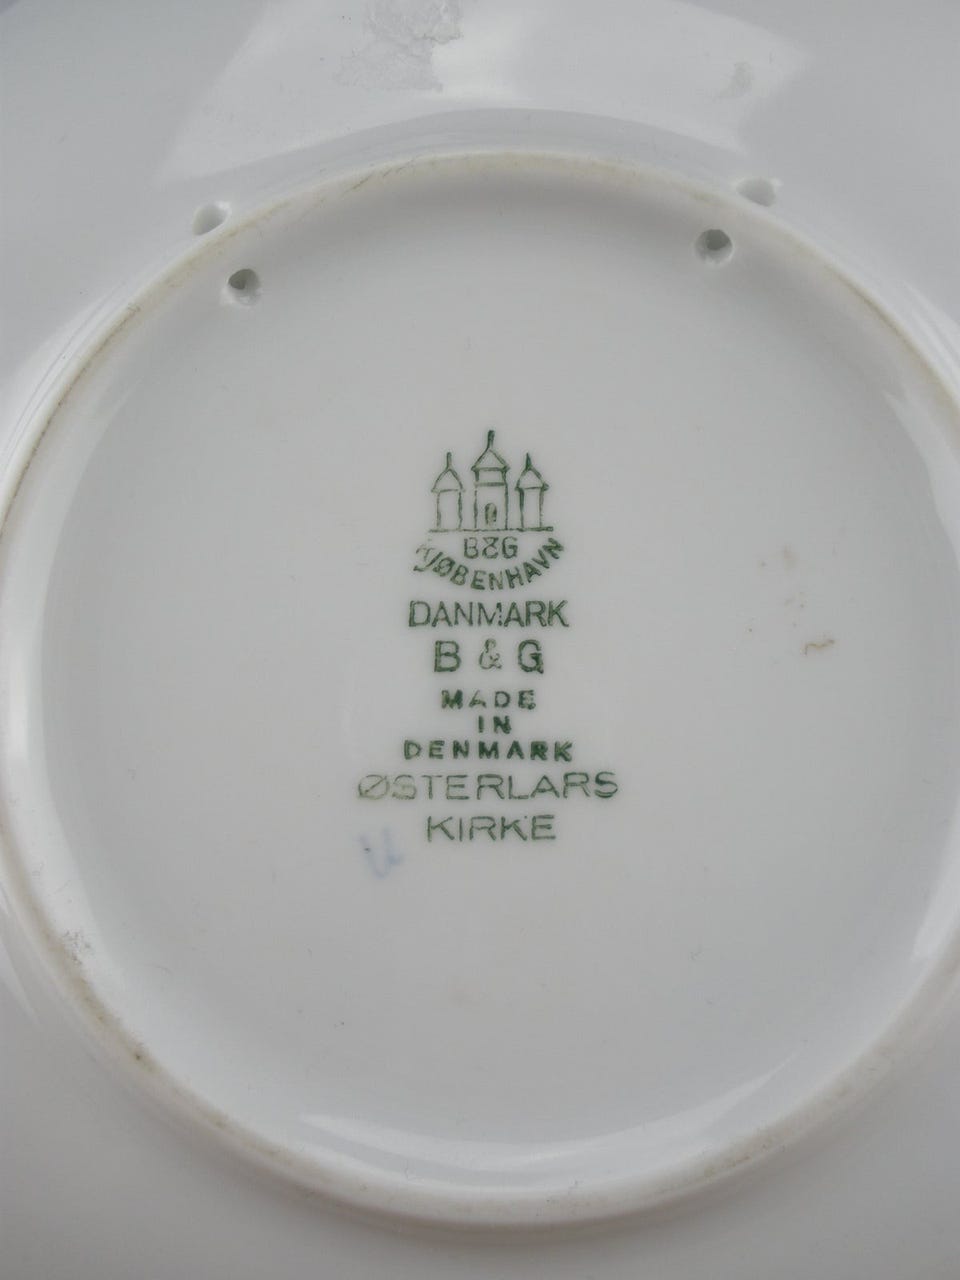 B&G
KJØBENHAVN
DANMARK
B & G
MADE
IN
DENMARK
ØSTERLARS
KIRKE